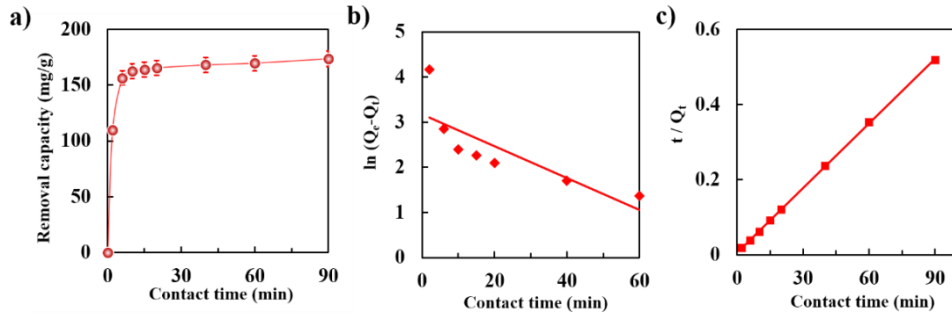 a)
Removal capacity (mg/g)
200
150
100
50
0
0 30 60 90
Contact time (min)
b)
ln (Qe-Qt)
5
4
3
2
1
0
0 20 40 60
Contact time (min)
c)
t / Qt
0.6
0.4
0.2
0
0 30 60 90
Contact time (min)